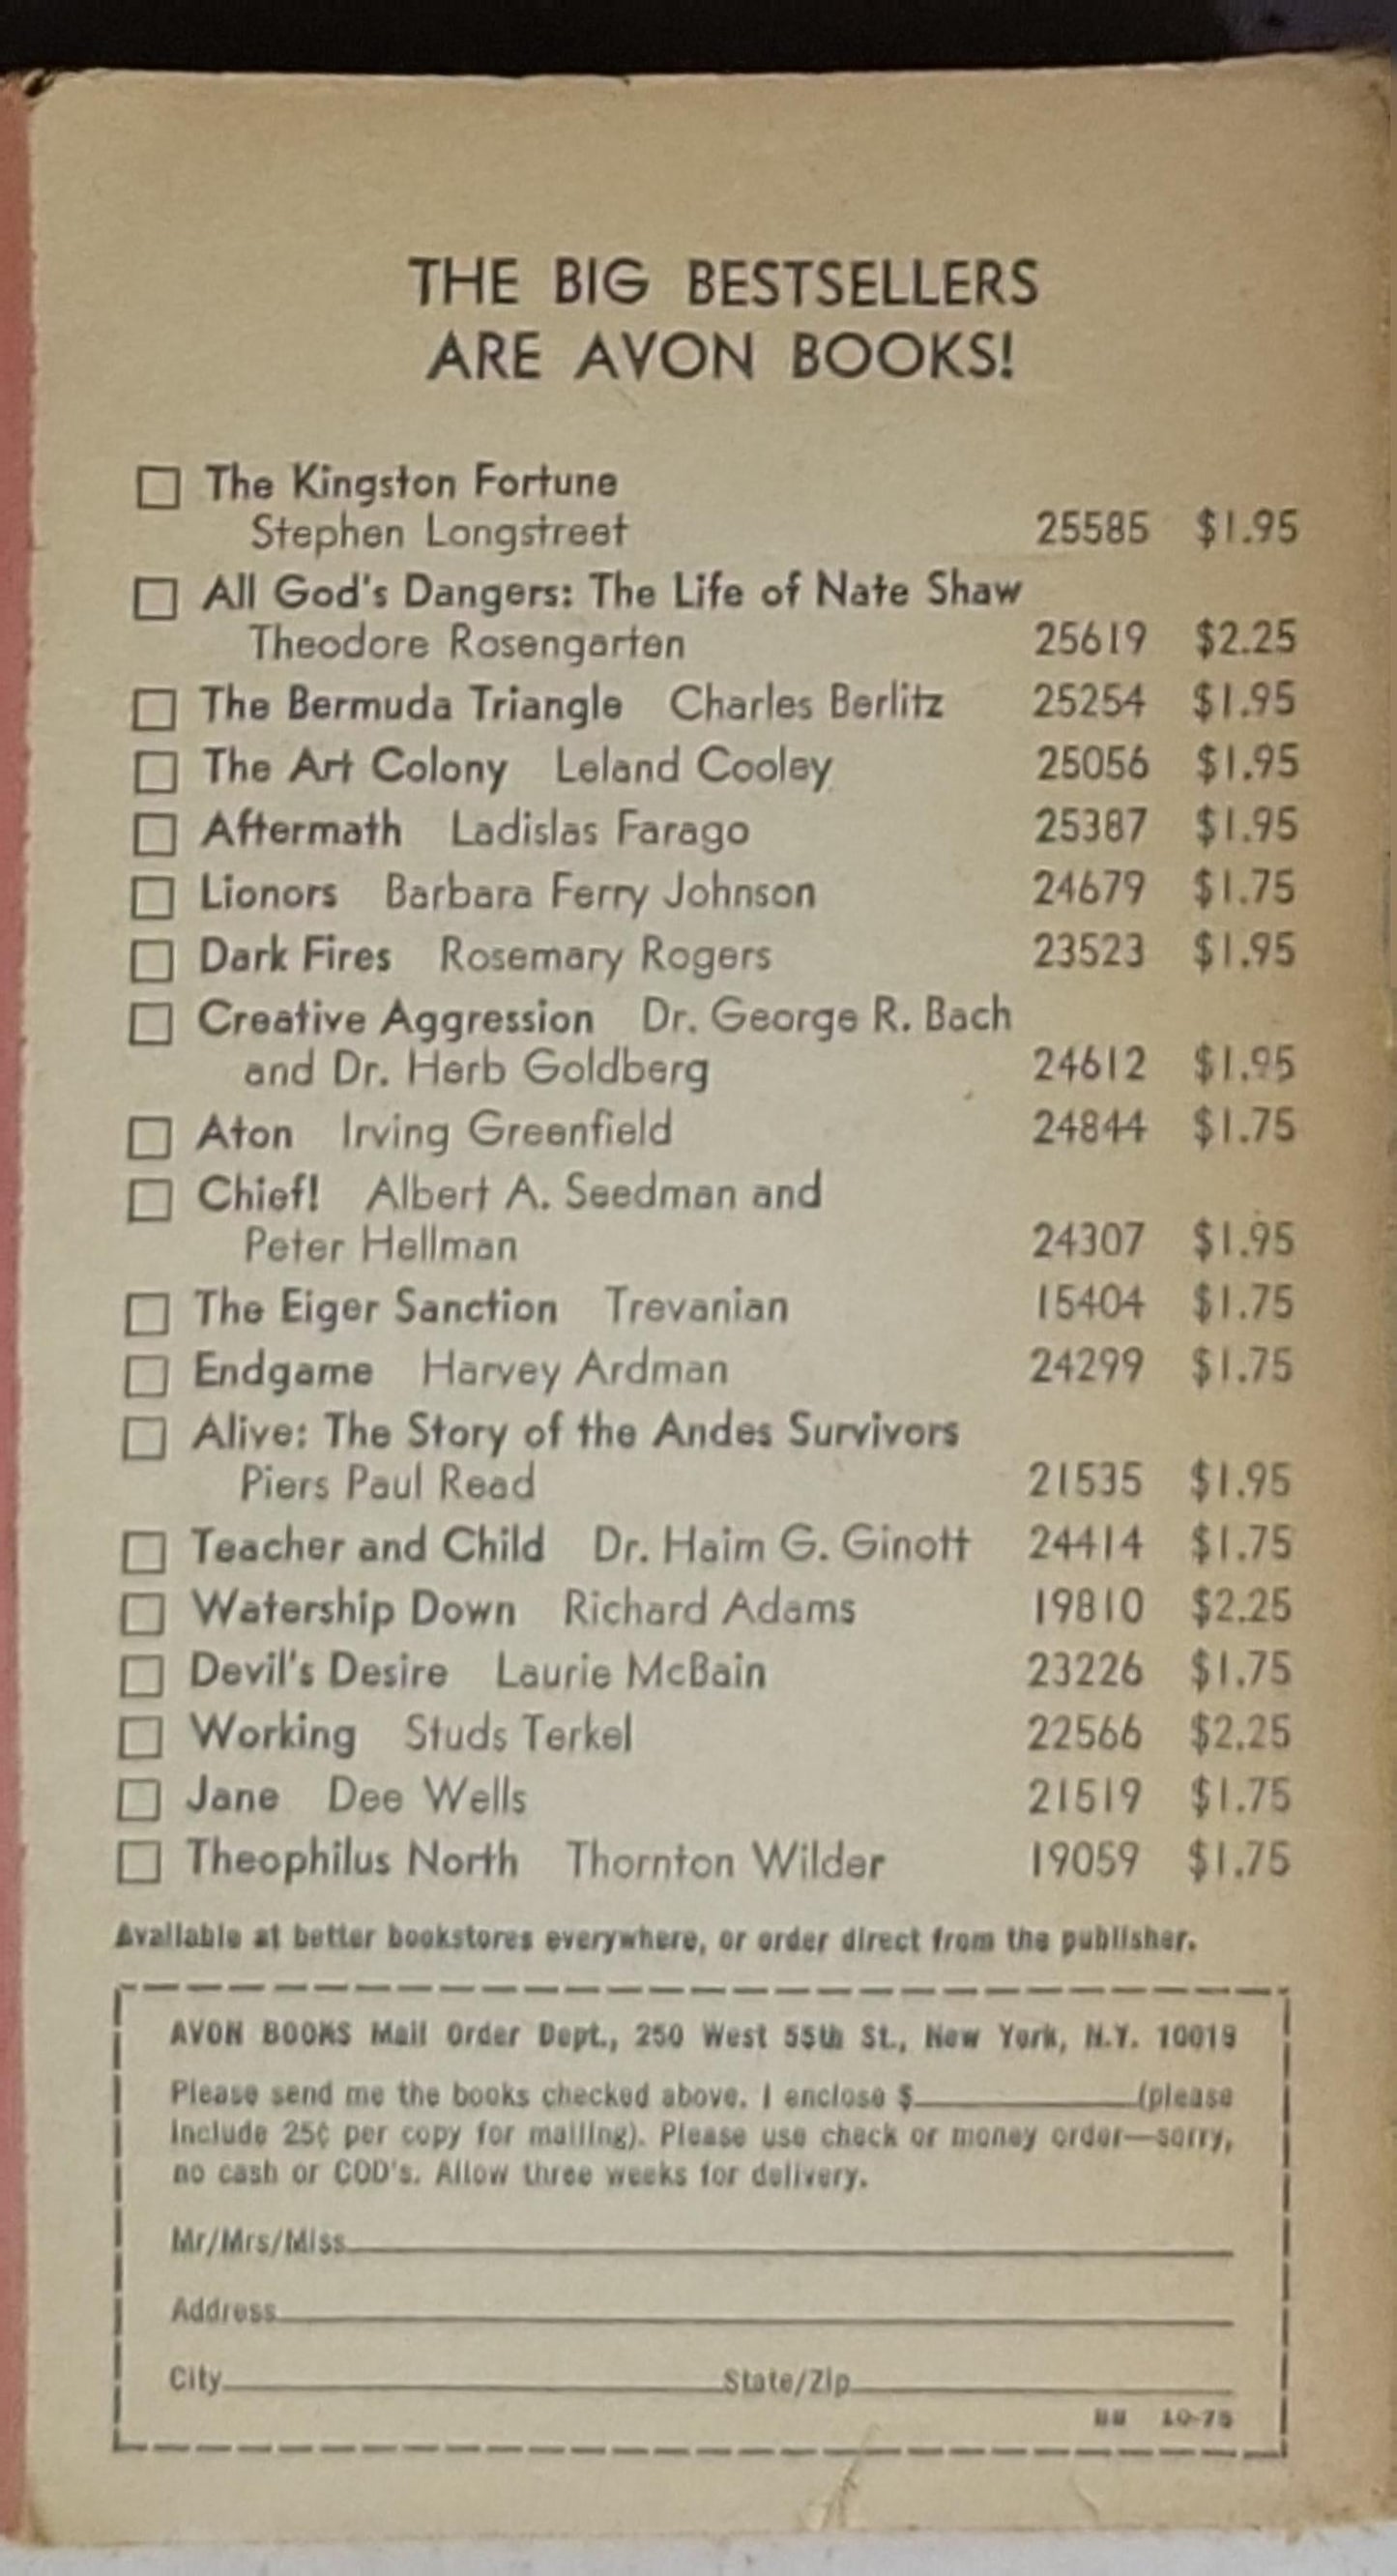 THE BIG BESTSELLERS
ARE AVON BOOKS!
The Kingston Fortune
Stephen Longstreet 25585 $1.95
All God's Dangers: The Life of Nate Shaw
Theodore Rosengarten 25619 $2.25
The Bermuda Triangle Charles Berlitz 25254 $1.95
The Art Colony Leland Cooley 25056 $1.95
Aftermath Ladislas Farago 25387 $1.95
Lionors Barbara Ferry Johnson 24679 $1.75
Dark Fires Rosemary Rogers 23523 $1.95
Creative Aggression Dr. George R. Bach
and Dr. Herb Goldberg 24612 $1.95
Aton Irving Greenfield 24844 $1.75
Chief! Albert A. Seedman and
Peter Hellman 24307 $1.95
The Eiger Sanction Trevanian 15404 $1.75
Endgame Harvey Ardman 24299 $1.75
Alive: The Story of the Andes Survivors
Piers Paul Read 21535 $1.95
Teacher and Child Dr. Haim G. Ginott 24414 $1.75
Watership Down Richard Adams 19810 $2.25
Devil's Desire Laurie McBain 23226 $1.75
Working Studs Terkel 22566 $2.25
Jane Dee Wells 21519 $1.75
Theophilus North Thornton Wilder 19059 $1.75
Available at better bookstores everywhere, or order direct from the publisher.
AVON BOOKS Mail Order Dept., 250 West 55th St., New York, N.Y. 10019
Please send me the books checked above. I enclose $ (please
include 25¢ per copy for mailing). Please use check or money order—sorry,
no cash or COD's. Allow three weeks for delivery.
Mr/Mrs/Miss
Address
City State/Zip
10-75